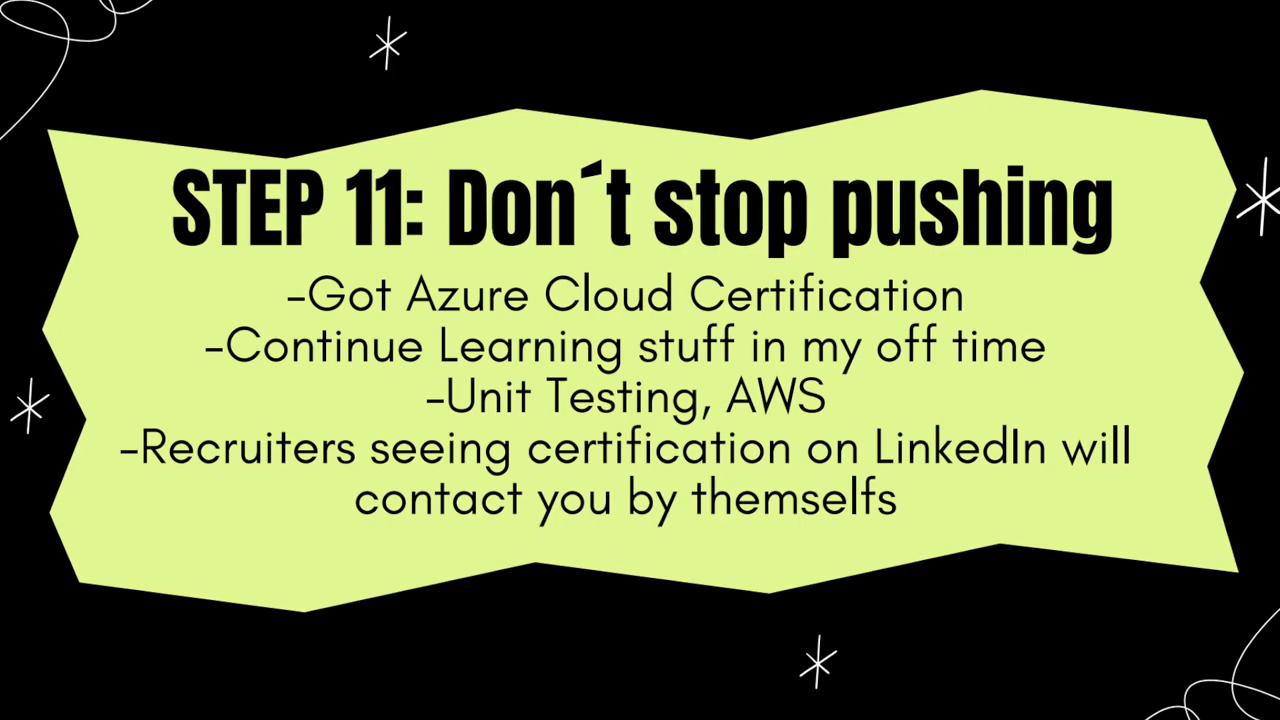 STEP 11: Don´t stop pushing
-Got Azure Cloud Certification
-Continue Learning stuff in my off time
-Unit Testing, AWS
-Recruiters seeing certification on LinkedIn will
contact you by themselfs